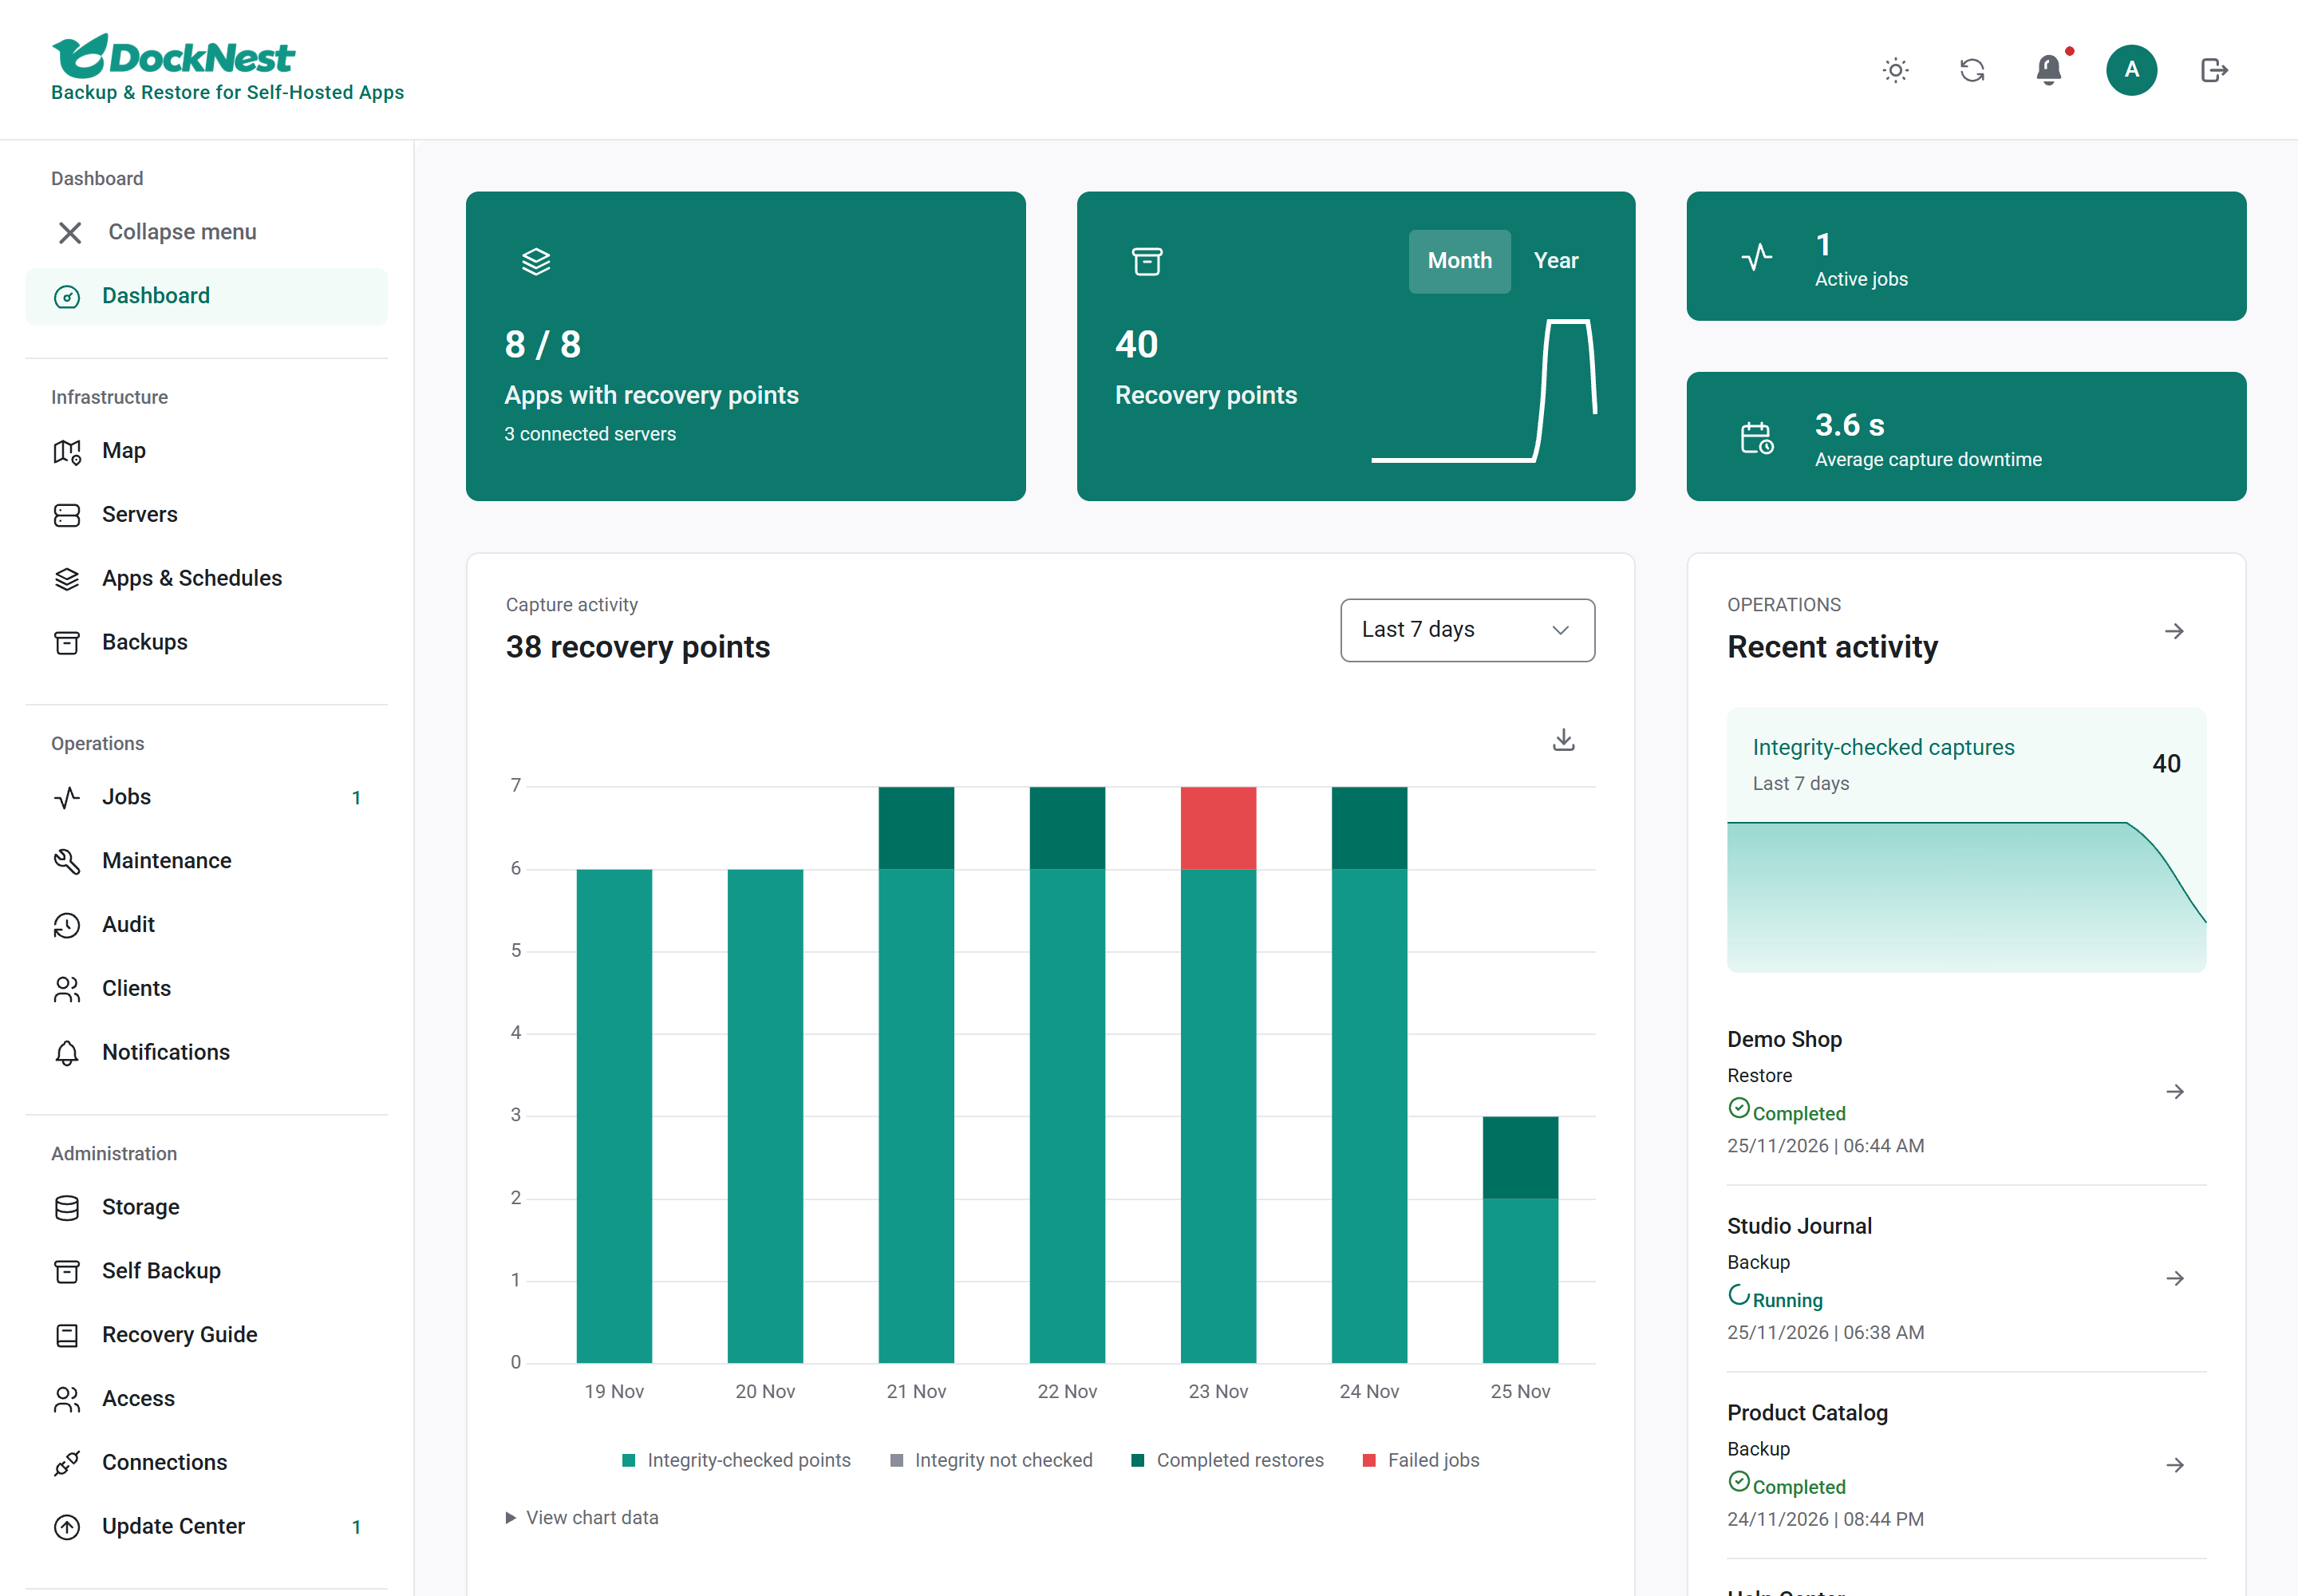 DockNest
Backup & Restore for Self-Hosted Apps
A
Dashboard
Collapse menu
Dashboard
Infrastructure
Map
Servers
Apps & Schedules
Backups
Operations
Jobs 1
Maintenance
Audit
Clients
Notifications
Administration
Storage
Self Backup
Recovery Guide
Access
Connections
Update Center 1
8 / 8
Apps with recovery points
3 connected servers
Month Year
40
Recovery points
1
Active jobs
3.6 s
Average capture downtime
Capture activity
38 recovery points
Last 7 days
7
6
5
4
3
2
1
0
19 Nov 20 Nov 21 Nov 22 Nov 23 Nov 24 Nov 25 Nov
Integrity-checked points Integrity not checked Completed restores Failed jobs
View chart data
OPERATIONS
Recent activity
Integrity-checked captures
40
Last 7 days
Demo Shop
Restore
Completed
25/11/2026 | 06:44 AM
Studio Journal
Backup
Running
25/11/2026 | 06:38 AM
Product Catalog
Backup
Completed
24/11/2026 | 08:44 PM